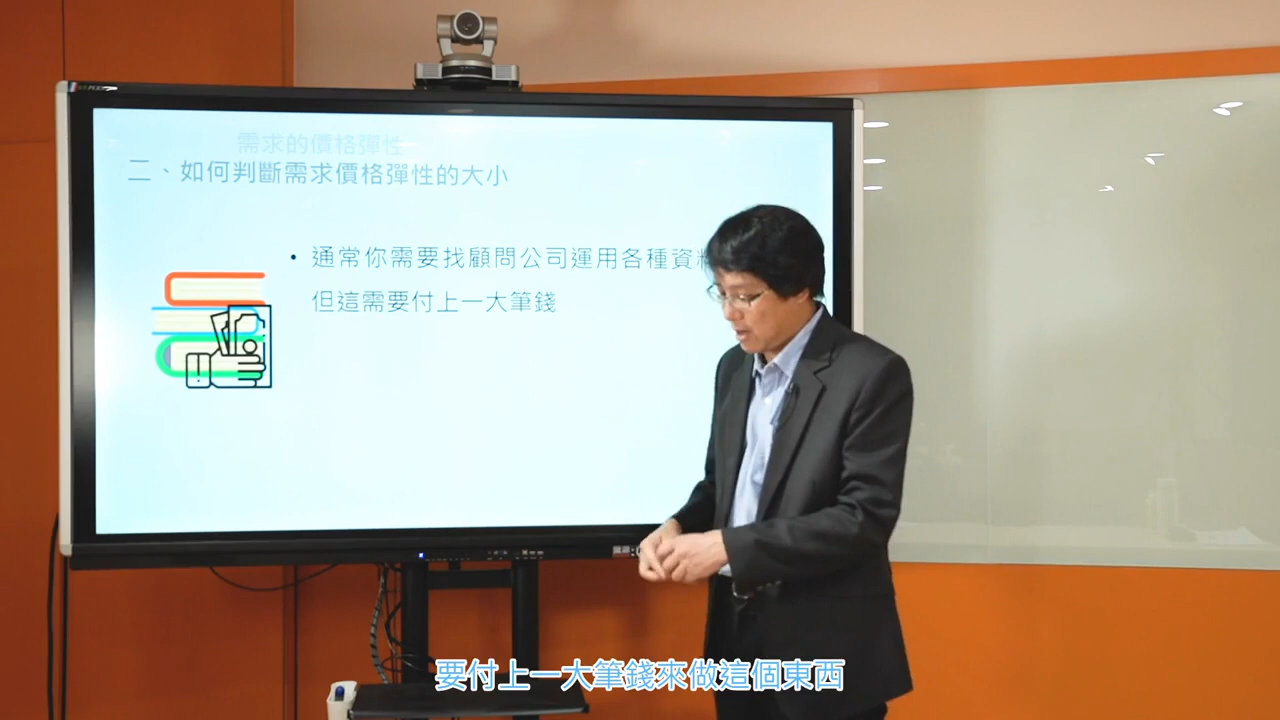 需求的價格彈性
二、如何判斷需求價格彈性的大小
• 通常你需要找顧問公司運用各種資料
但這需要付上一大筆錢
要付上一大筆錢來做這個東西